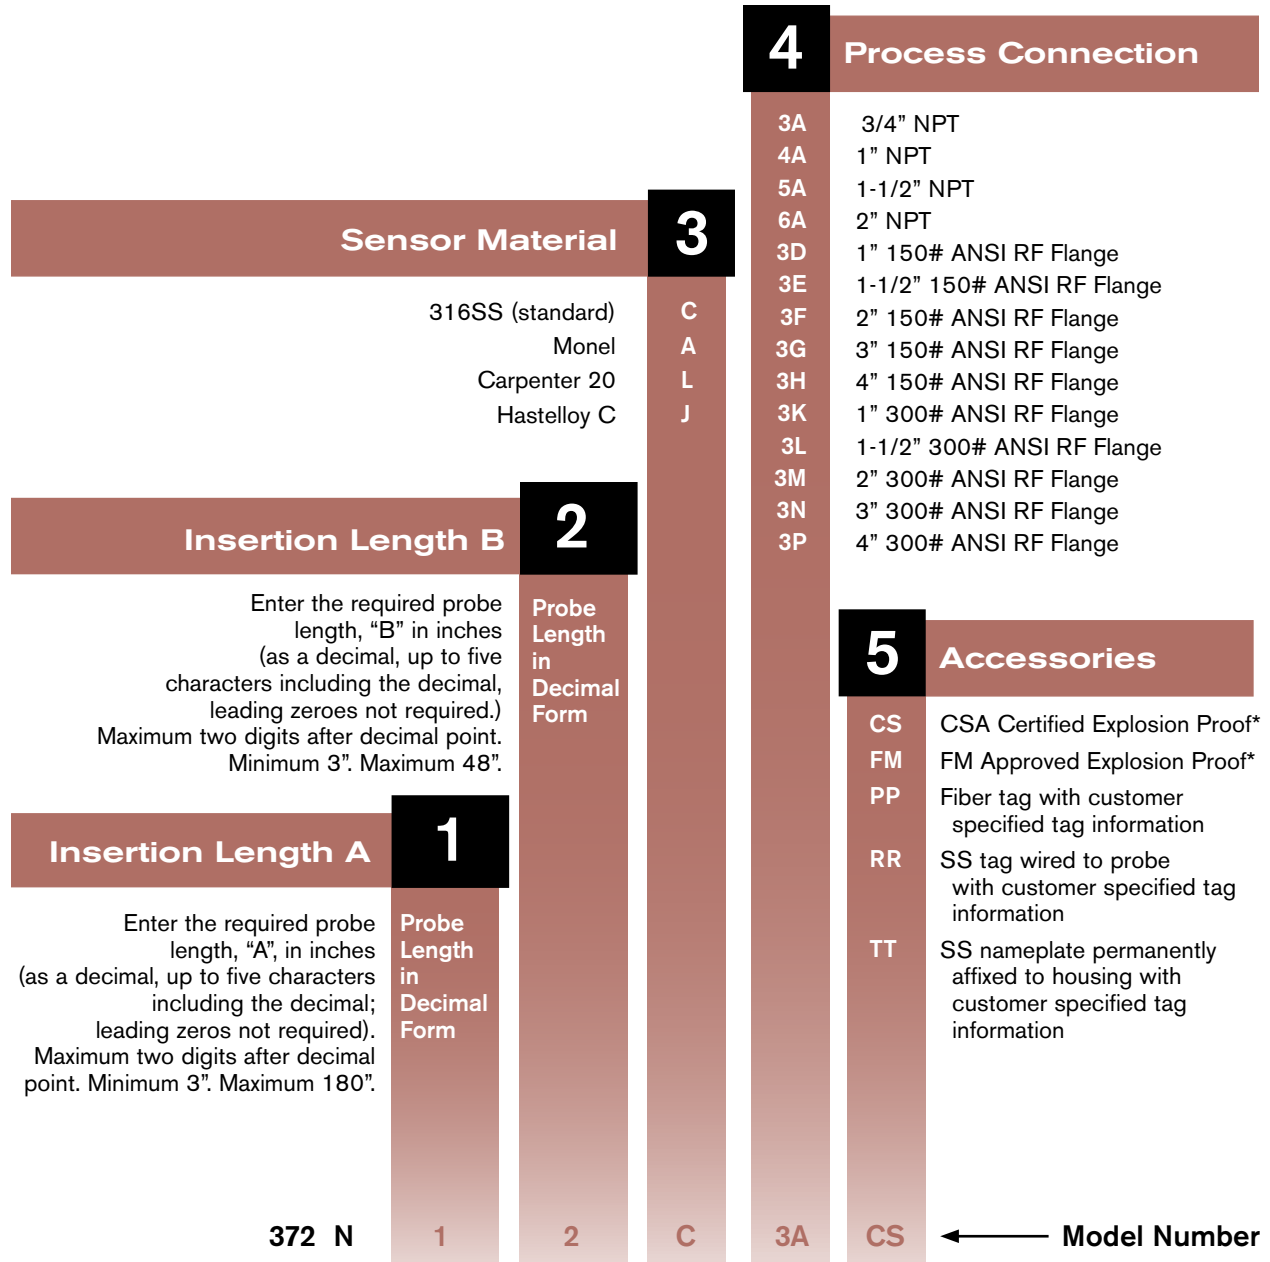 4 Process Connection
3A 3/4” NPT
4A 1” NPT
5A 1-1/2” NPT
6A 2” NPT
3D 1” 150# ANSI RF Flange
3E 1-1/2” 150# ANSI RF Flange
3F 2” 150# ANSI RF Flange
3G 3” 150# ANSI RF Flange
3H 4” 150# ANSI RF Flange
3K 1” 300# ANSI RF Flange
3L 1-1/2” 300# ANSI RF Flange
3M 2” 300# ANSI RF Flange
3N 3” 300# ANSI RF Flange
3P 4” 300# ANSI RF Flange
Sensor Material 3
316SS (standard) C
Monel A
Carpenter 20 L
Hastelloy C J
Insertion Length B 2
Enter the required probe
length, “B” in inches
(as a decimal, up to five
characters including the decimal,
leading zeroes not required.)
Maximum two digits after decimal point.
Minimum 3”. Maximum 48”.
Probe
Length
in
Decimal
Form
5 Accessories
CS CSA Certified Explosion Proof*
FM FM Approved Explosion Proof*
PP Fiber tag with customer
specified tag information
RR SS tag wired to probe
with customer specified tag
information
TT SS nameplate permanently
affixed to housing with
customer specified tag
information
Insertion Length A 1
Enter the required probe
length, “A”, in inches
(as a decimal, up to five characters
including the decimal;
leading zeros not required).
Maximum two digits after decimal
point. Minimum 3”. Maximum 180”.
Probe
Length
in
Decimal
Form
372 N 1 2 C 3A CS Model Number